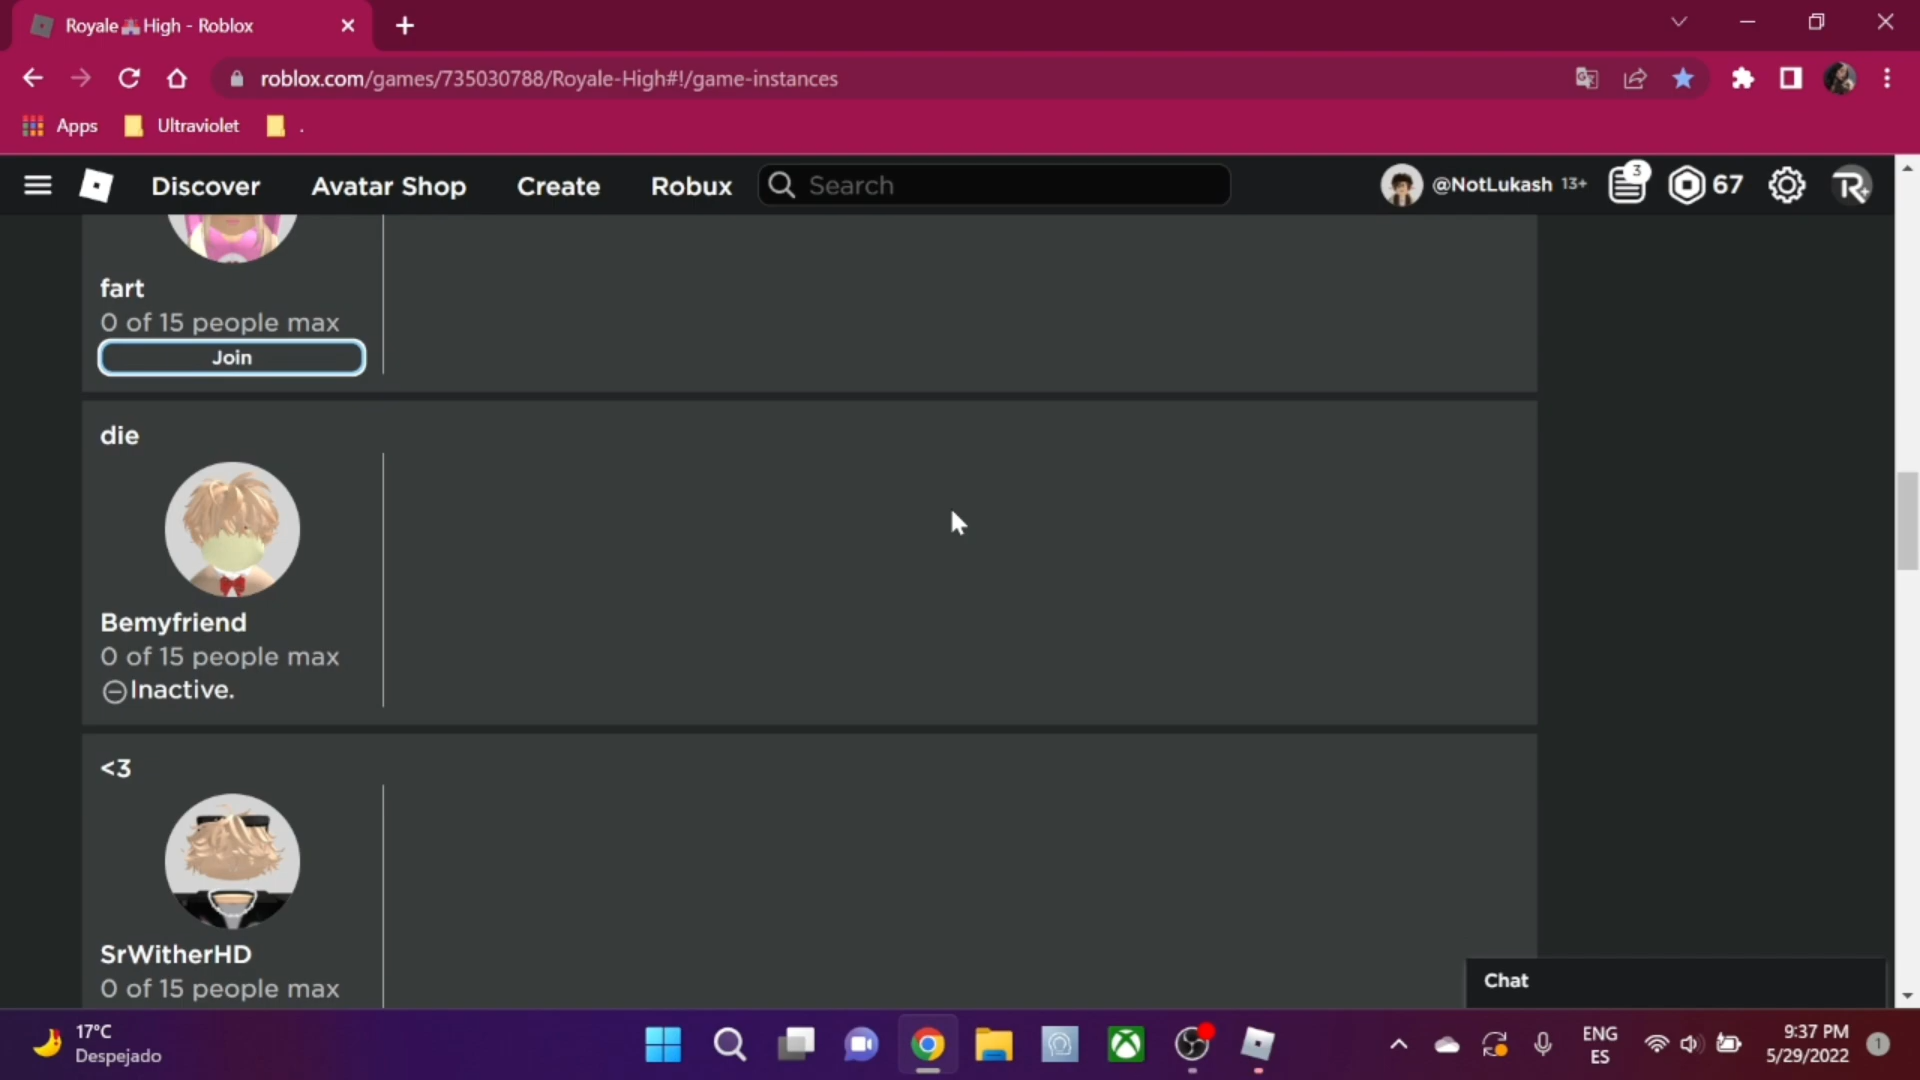 Royale High - Roblox
roblox.com/games/735030788/Royale-High#!/game-instances
Apps
Ultraviolet
.
Discover
Avatar Shop
Create
Robux
Search
@NotLukash 13+
3
67
fart
0 of 15 people max
Join
die
Bemyfriend
0 of 15 people max
Inactive.
<3
SrWitherHD
0 of 15 people max
Chat
17°C
Despejado
ENG
ES
9:37 PM
5/29/2022
1